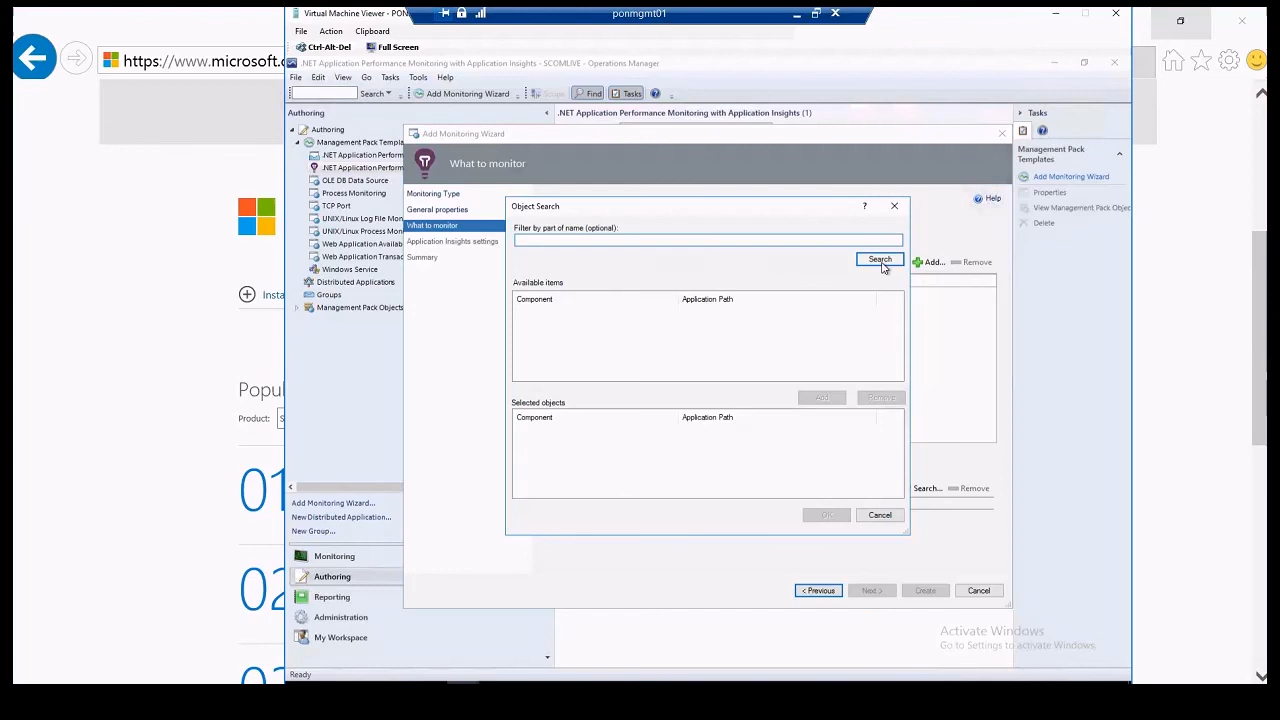 Virtual Machine Viewer - PON
ponmgmt01
File Action Clipboard
Ctrl-Alt-Del Full Screen
https://www.microsoft.c
.NET Application Performance Monitoring with Application Insights - SCOMLIVE - Operations Manager
File Edit View Go Tasks Tools Help
Search Add Monitoring Wizard Scope Find Tasks
Authoring
.NET Application Performance Monitoring with Application Insights (1)
Tasks
Authoring
Management Pack Templa
.NET Application Perform
.NET Application Perform
OLE DB Data Source
Process Monitoring
TCP Port
UNIX/Linux Log File Mon
UNIX/Linux Process Moni
Web Application Availab
Web Application Transac
Windows Service
Distributed Applications
Groups
Management Pack Objects
Add Monitoring Wizard...
New Distributed Application...
New Group...
Monitoring
Authoring
Reporting
Administration
My Workspace
Ready
Add Monitoring Wizard
What to monitor
Monitoring Type
General properties
What to monitor
Application Insights settings
Summary
Help
Add... Remove
Search... Remove
Object Search
?
Filter by part of name (optional):
Search
Available items
Component Application Path
Add Remove
Selected objects
Component Application Path
OK Cancel
< Previous Next > Create Cancel
Management Pack
Templates
Add Monitoring Wizard
Properties
View Management Pack Objec
Delete
Activate Windows
Go to Settings to activate Windows.
Insta
Popul
Product: S
01
02